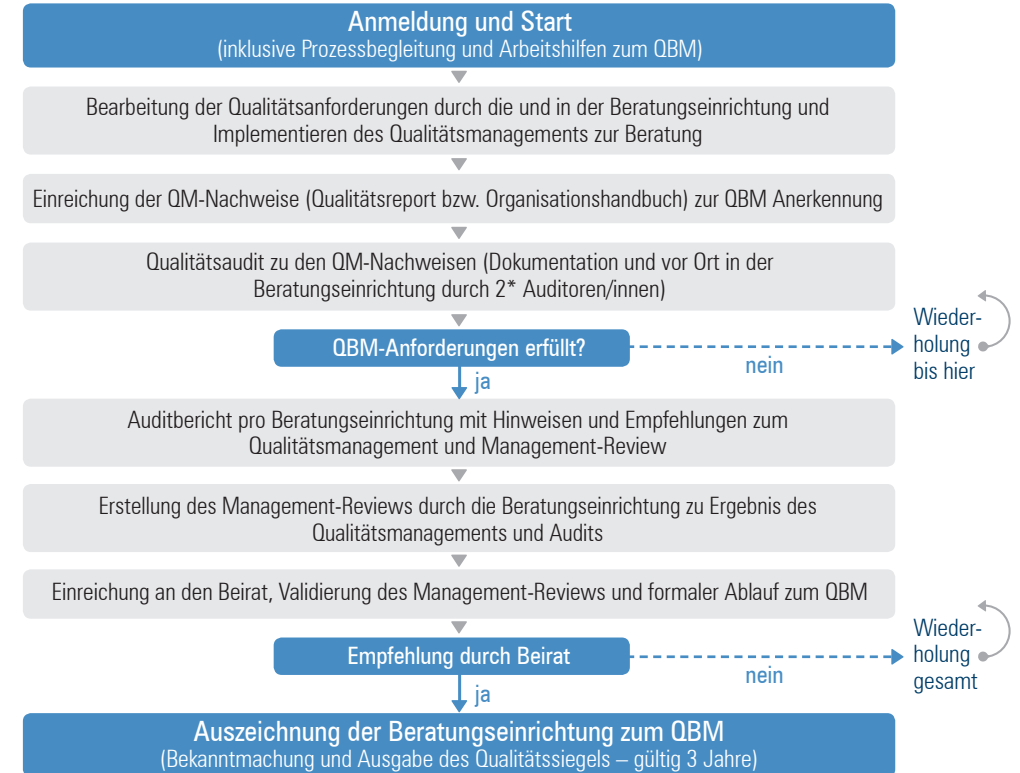 Anmeldung und Start
(inklusive Prozessbegleitung und Arbeitshilfen zum QBM)
Bearbeitung der Qualitätsanforderungen durch die und in der Beratungseinrichtung und
Implementieren des Qualitätsmanagements zur Beratung
Einreichung der QM-Nachweise (Qualitätsreport bzw. Organisationshandbuch) zur QBM Anerkennung
Qualitätsaudit zu den QM-Nachweisen (Dokumentation und vor Ort in der
Beratungseinrichtung durch 2* Auditoren/innen)
QBM-Anforderungen erfüllt?
nein
Wieder-
holung
bis hier
ja
Auditbericht pro Beratungseinrichtung mit Hinweisen und Empfehlungen zum
Qualitätsmanagement und Management-Review
Erstellung des Management-Reviews durch die Beratungseinrichtung zu Ergebnis des
Qualitätsmanagements und Audits
Einreichung an den Beirat, Validierung des Management-Reviews und formaler Ablauf zum QBM
Empfehlung durch Beirat
nein
Wieder-
holung
gesamt
ja
Auszeichnung der Beratungseinrichtung zum QBM
(Bekanntmachung und Ausgabe des Qualitätssiegels – gültig 3 Jahre)